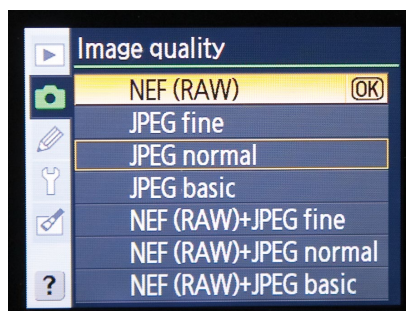 Image quality
NEF (RAW) OK
JPEG fine
JPEG normal
JPEG basic
NEF (RAW)+JPEG fine
NEF (RAW)+JPEG normal
NEF (RAW)+JPEG basic
?